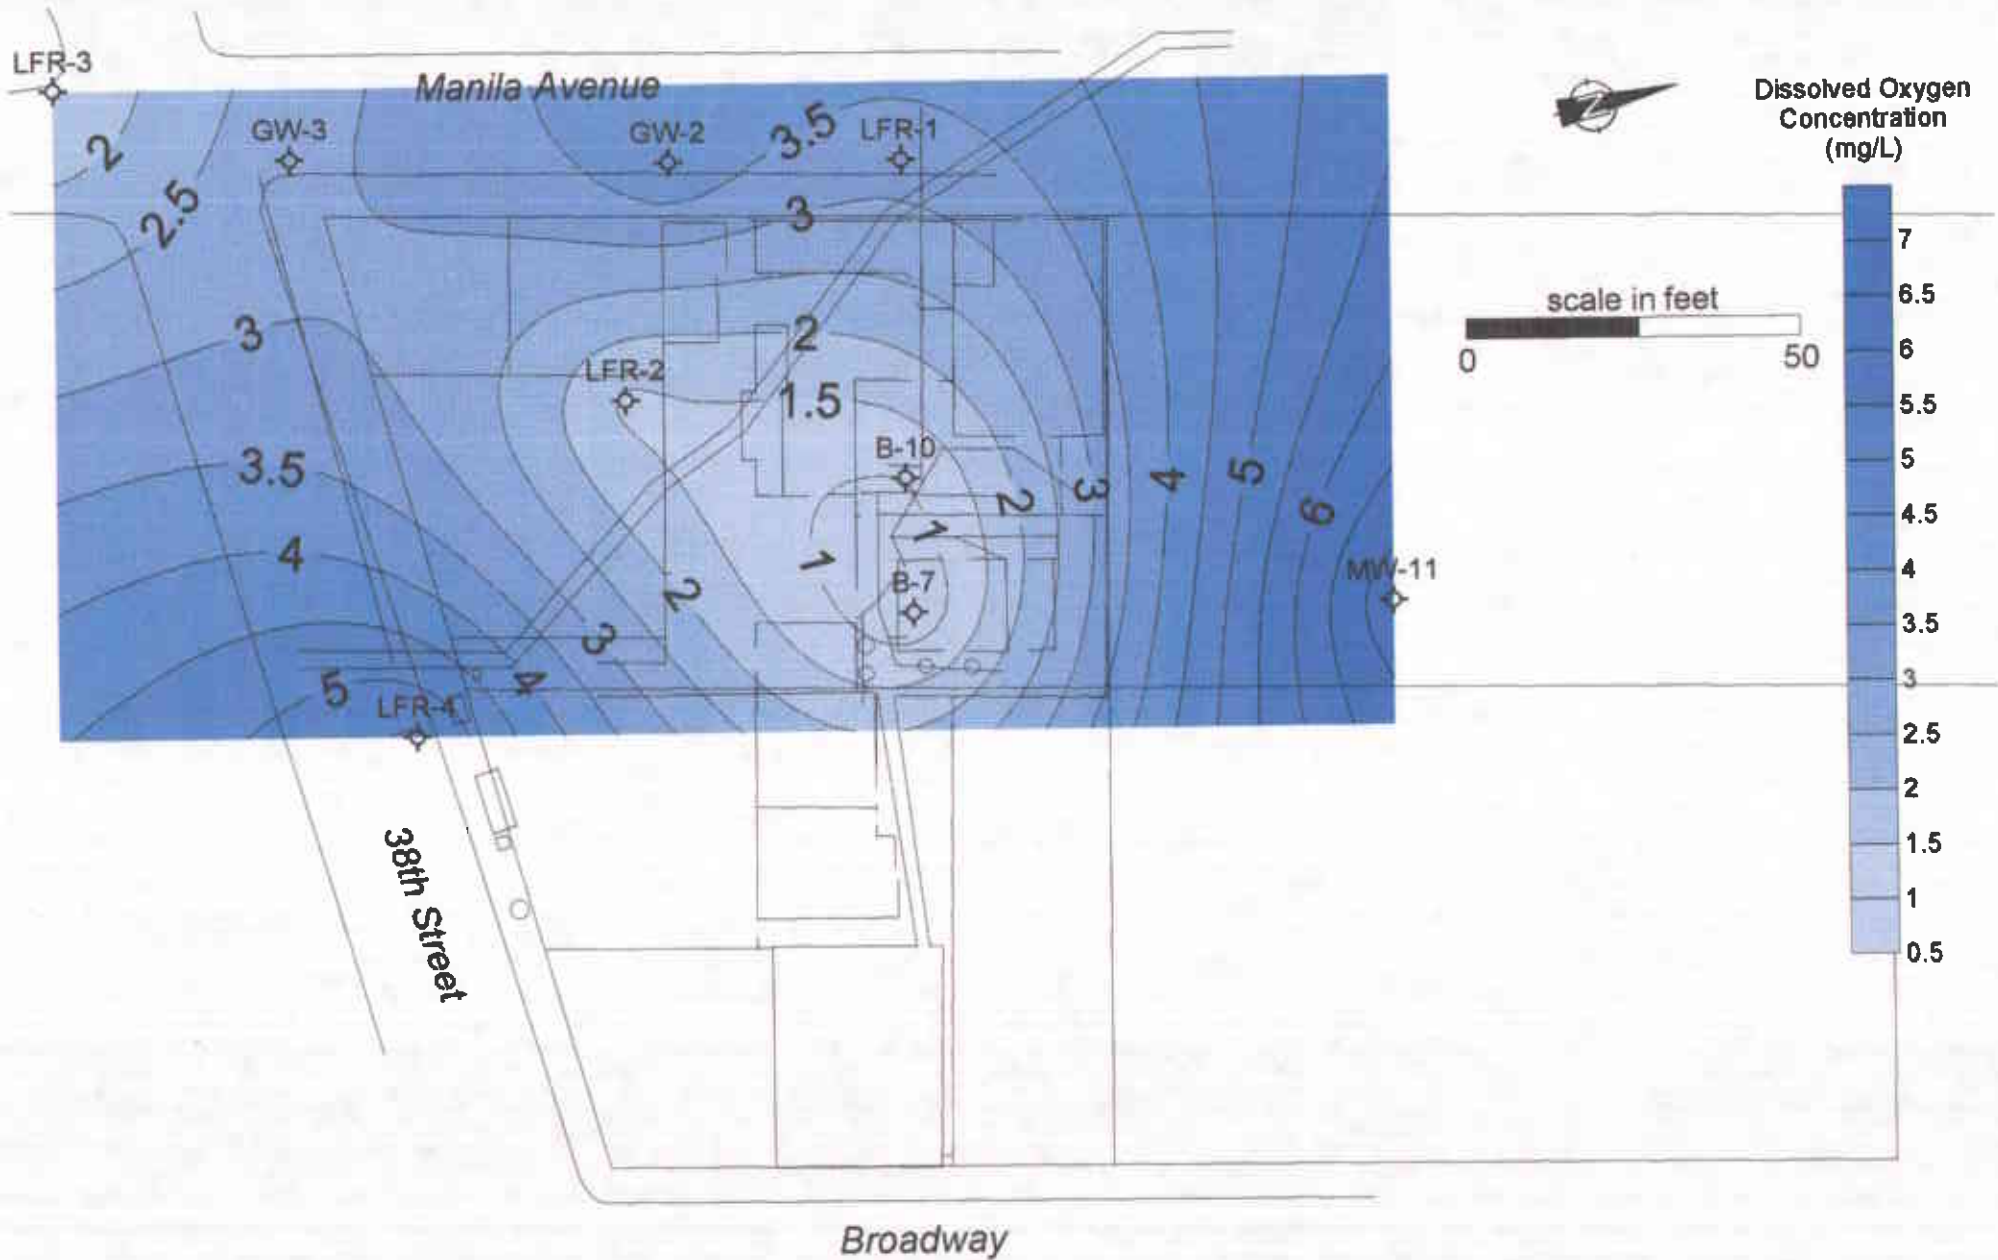 LFR-3
Manila Avenue
Dissolved Oxygen
Concentration
(mg/L)
GW-3
GW-2
3.5
LFR-1
2
2.5
3
Z
7
6.5
6
5.5
5
4.5
4
3.5
3
2.5
2
1.5
1
0.5
scale in feet
0
50
3
2
LFR-2
1.5
B-10
3.5
2
3
4
5
6
1
1
4
B-7
MW-11
2
3
5
4
LFR-4
38th Street
Broadway